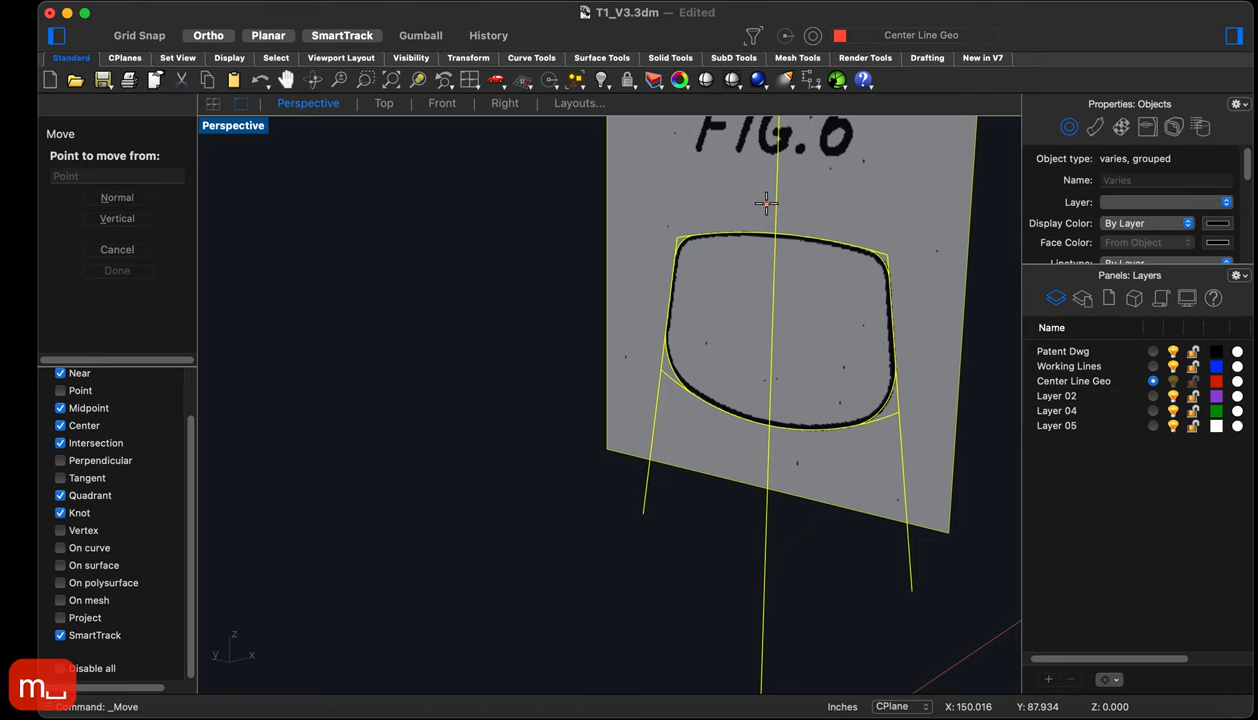 T1_V3.3dm — Edited
Grid Snap Ortho Planar SmartTrack Gumball History Center Line Geo
Standard CPlanes Set View Display Select Viewport Layout Visibility Transform Curve Tools Surface Tools Solid Tools SubD Tools Mesh Tools Render Tools Drafting New in V7
Perspective Top Front Right Layouts...
Properties: Objects
Perspective
FIG.6
Move
Point to move from:
Point
Normal
Vertical
Cancel
Done
Object type: varies, grouped
Name: Varies
Layer:
Display Color: By Layer
Face Color: From Object
Linetype: By Layer
Panels: Layers
Name
Patent Dwg
Working Lines
Center Line Geo
Layer 02
Layer 04
Layer 05
Near
Point
Midpoint
Center
Intersection
Perpendicular
Tangent
Quadrant
Knot
Vertex
On curve
On surface
On polysurface
On mesh
Project
SmartTrack
Disable all
z
y x
m
Command: _Move
Inches CPlane X: 150.016 Y: 87.934 Z: 0.000